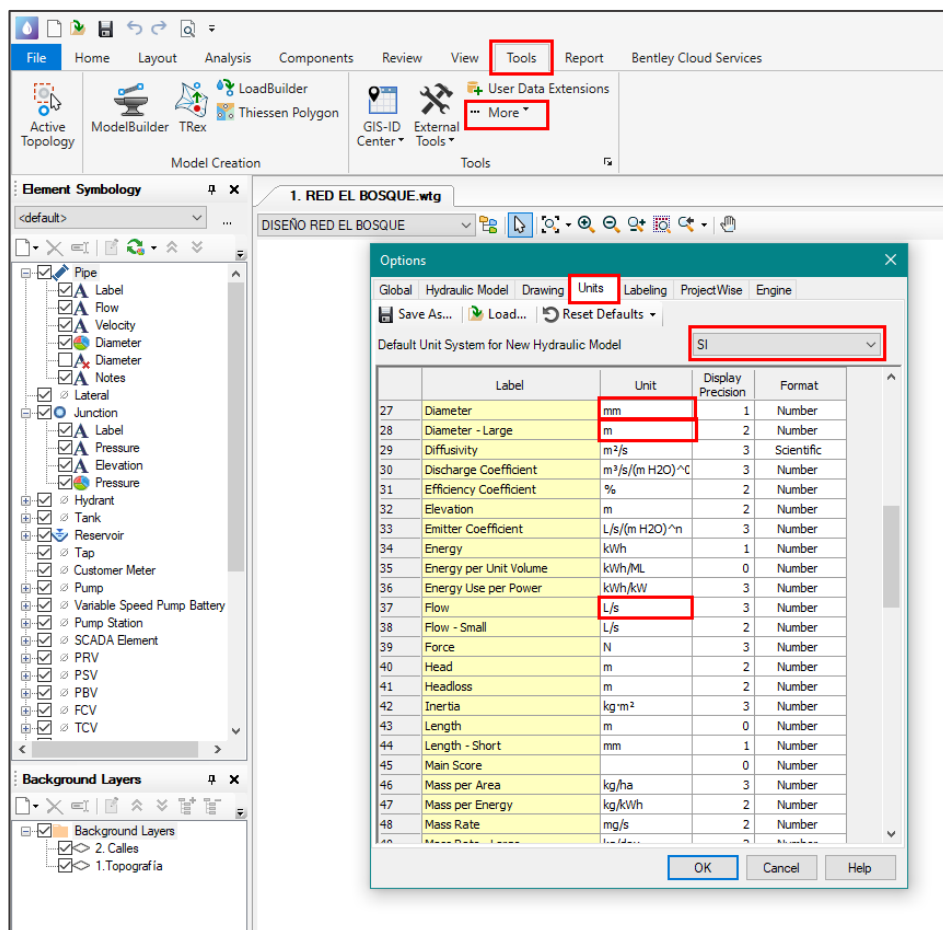 File Home Layout Analysis Components Review View Tools Report Bentley Cloud Services
Active Topology
ModelBuilder
TRex
LoadBuilder
Thiessen Polygon
Model Creation
GIS-ID Center
External Tools
User Data Extensions
More
Tools
Element Symbology
<default>
...
Pipe
Label
Flow
Velocity
Diameter
Diameter
Notes
Lateral
Junction
Label
Pressure
Elevation
Pressure
Hydrant
Tank
Reservoir
Tap
Customer Meter
Pump
Variable Speed Pump Battery
Pump Station
SCADA Element
PRV
PSV
PBV
FCV
TCV
Background Layers
Background Layers
2. Calles
1.Topografía
1. RED EL BOSQUE.wtg
DISEÑO RED EL BOSQUE
Options
Global Hydraulic Model Drawing Units Labeling ProjectWise Engine
Save As... Load... Reset Defaults
Default Unit System for New Hydraulic Model SI
Label Unit Display Precision Format
27 Diameter mm 1 Number
28 Diameter - Large m 2 Number
29 Diffusivity m²/s 3 Scientific
30 Discharge Coefficient m³/s/(m H2O)^0 3 Number
31 Efficiency Coefficient % 2 Number
32 Elevation m 2 Number
33 Emitter Coefficient L/s/(m H2O)^n 3 Number
34 Energy kWh 1 Number
35 Energy per Unit Volume kWh/ML 0 Number
36 Energy Use per Power kWh/kW 3 Number
37 Flow L/s 3 Number
38 Flow - Small L/s 2 Number
39 Force N 3 Number
40 Head m 2 Number
41 Headloss m 2 Number
42 Inertia kg·m² 3 Number
43 Length m 0 Number
44 Length - Short mm 1 Number
45 Main Score 0 Number
46 Mass per Area kg/ha 3 Number
47 Mass per Energy kg/kWh 2 Number
48 Mass Rate mg/s 2 Number
OK Cancel Help